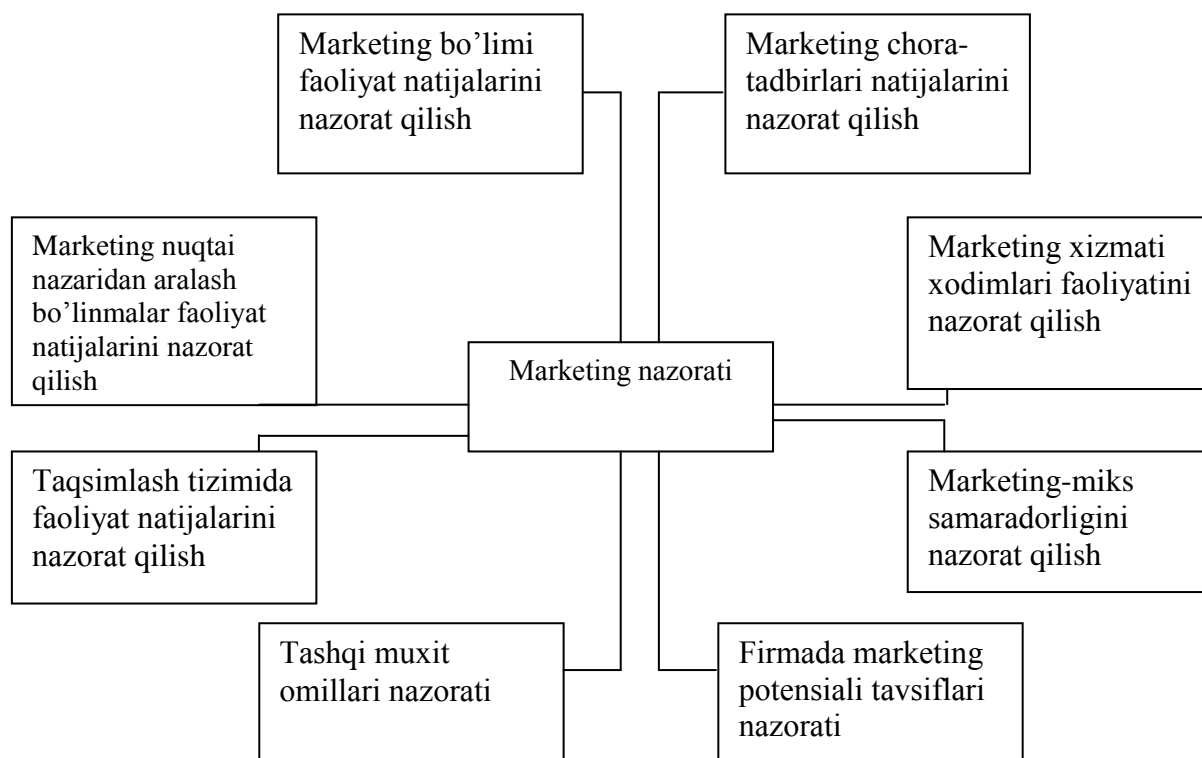 Marketing bo’limi
faoliyat natijalarini
nazorat qilish
Marketing chora-
tadbirlari natijalarini
nazorat qilish
Marketing nuqtai
nazaridan aralash
bo’linmalar faoliyat
natijalarini nazorat
qilish
Marketing xizmati
xodimlari faoliyatini
nazorat qilish
Marketing nazorati
Taqsimlash tizimida
faoliyat natijalarini
nazorat qilish
Marketing-miks
samaradorligini
nazorat qilish
Tashqi muxit
omillari nazorati
Firmada marketing
potensiali tavsiflari
nazorati